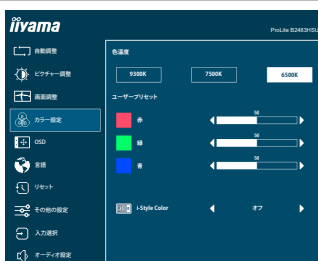 iiyama
ProLite B2483HSU
自動調整
ピクチャー調整
画面調整
カラー設定
OSD
言語
リセット
その他の設定
入力選択
オーディオ設定
色温度
9300K 7500K 6500K
ユーザープリセット
赤 50
緑 50
青 50
i-Style Color オフ